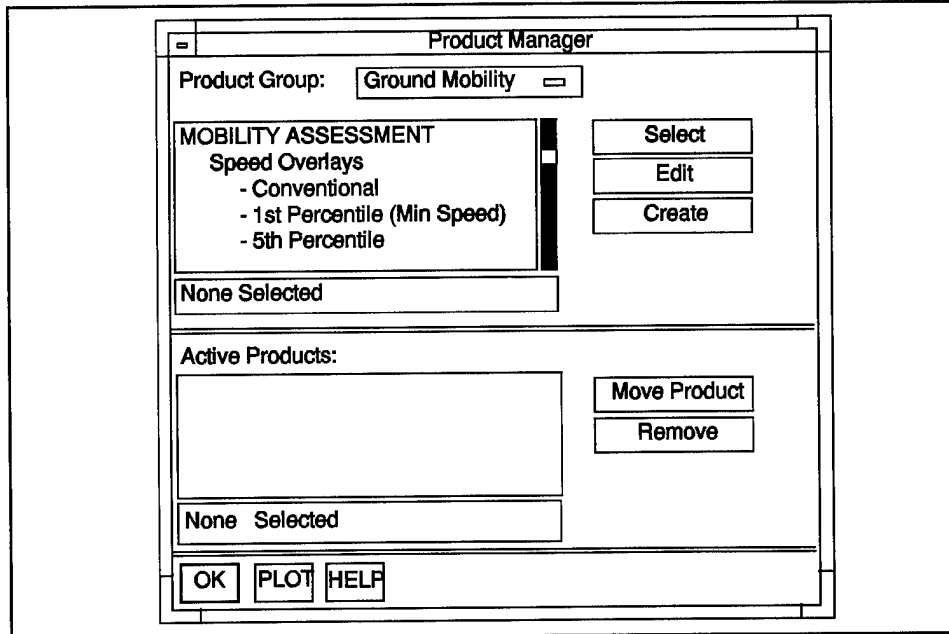 Product Manager
Product Group: Ground Mobility
MOBILITY ASSESSMENT
Speed Overlays
- Conventional
- 1st Percentile (Min Speed)
- 5th Percentile
Select
Edit
Create
None Selected
Active Products:
Move Product
Remove
None Selected
OK PLOT HELP